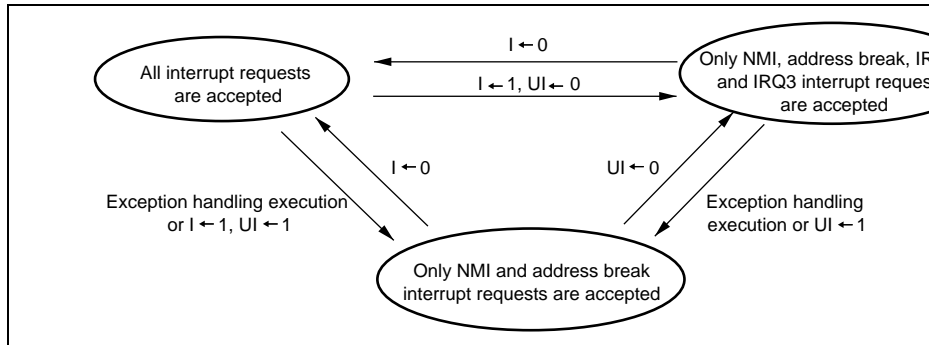 I ← 0
All interrupt requests
are accepted
I ← 1, UI ← 0
Only NMI, address break,
and IRQ3 interrupt
are accepted
I ← 0
UI ← 0
Exception handling execution
or I ← 1, UI ← 1
Exception handling
execution or UI ← 1
Only NMI and address break
interrupt requests are accepted